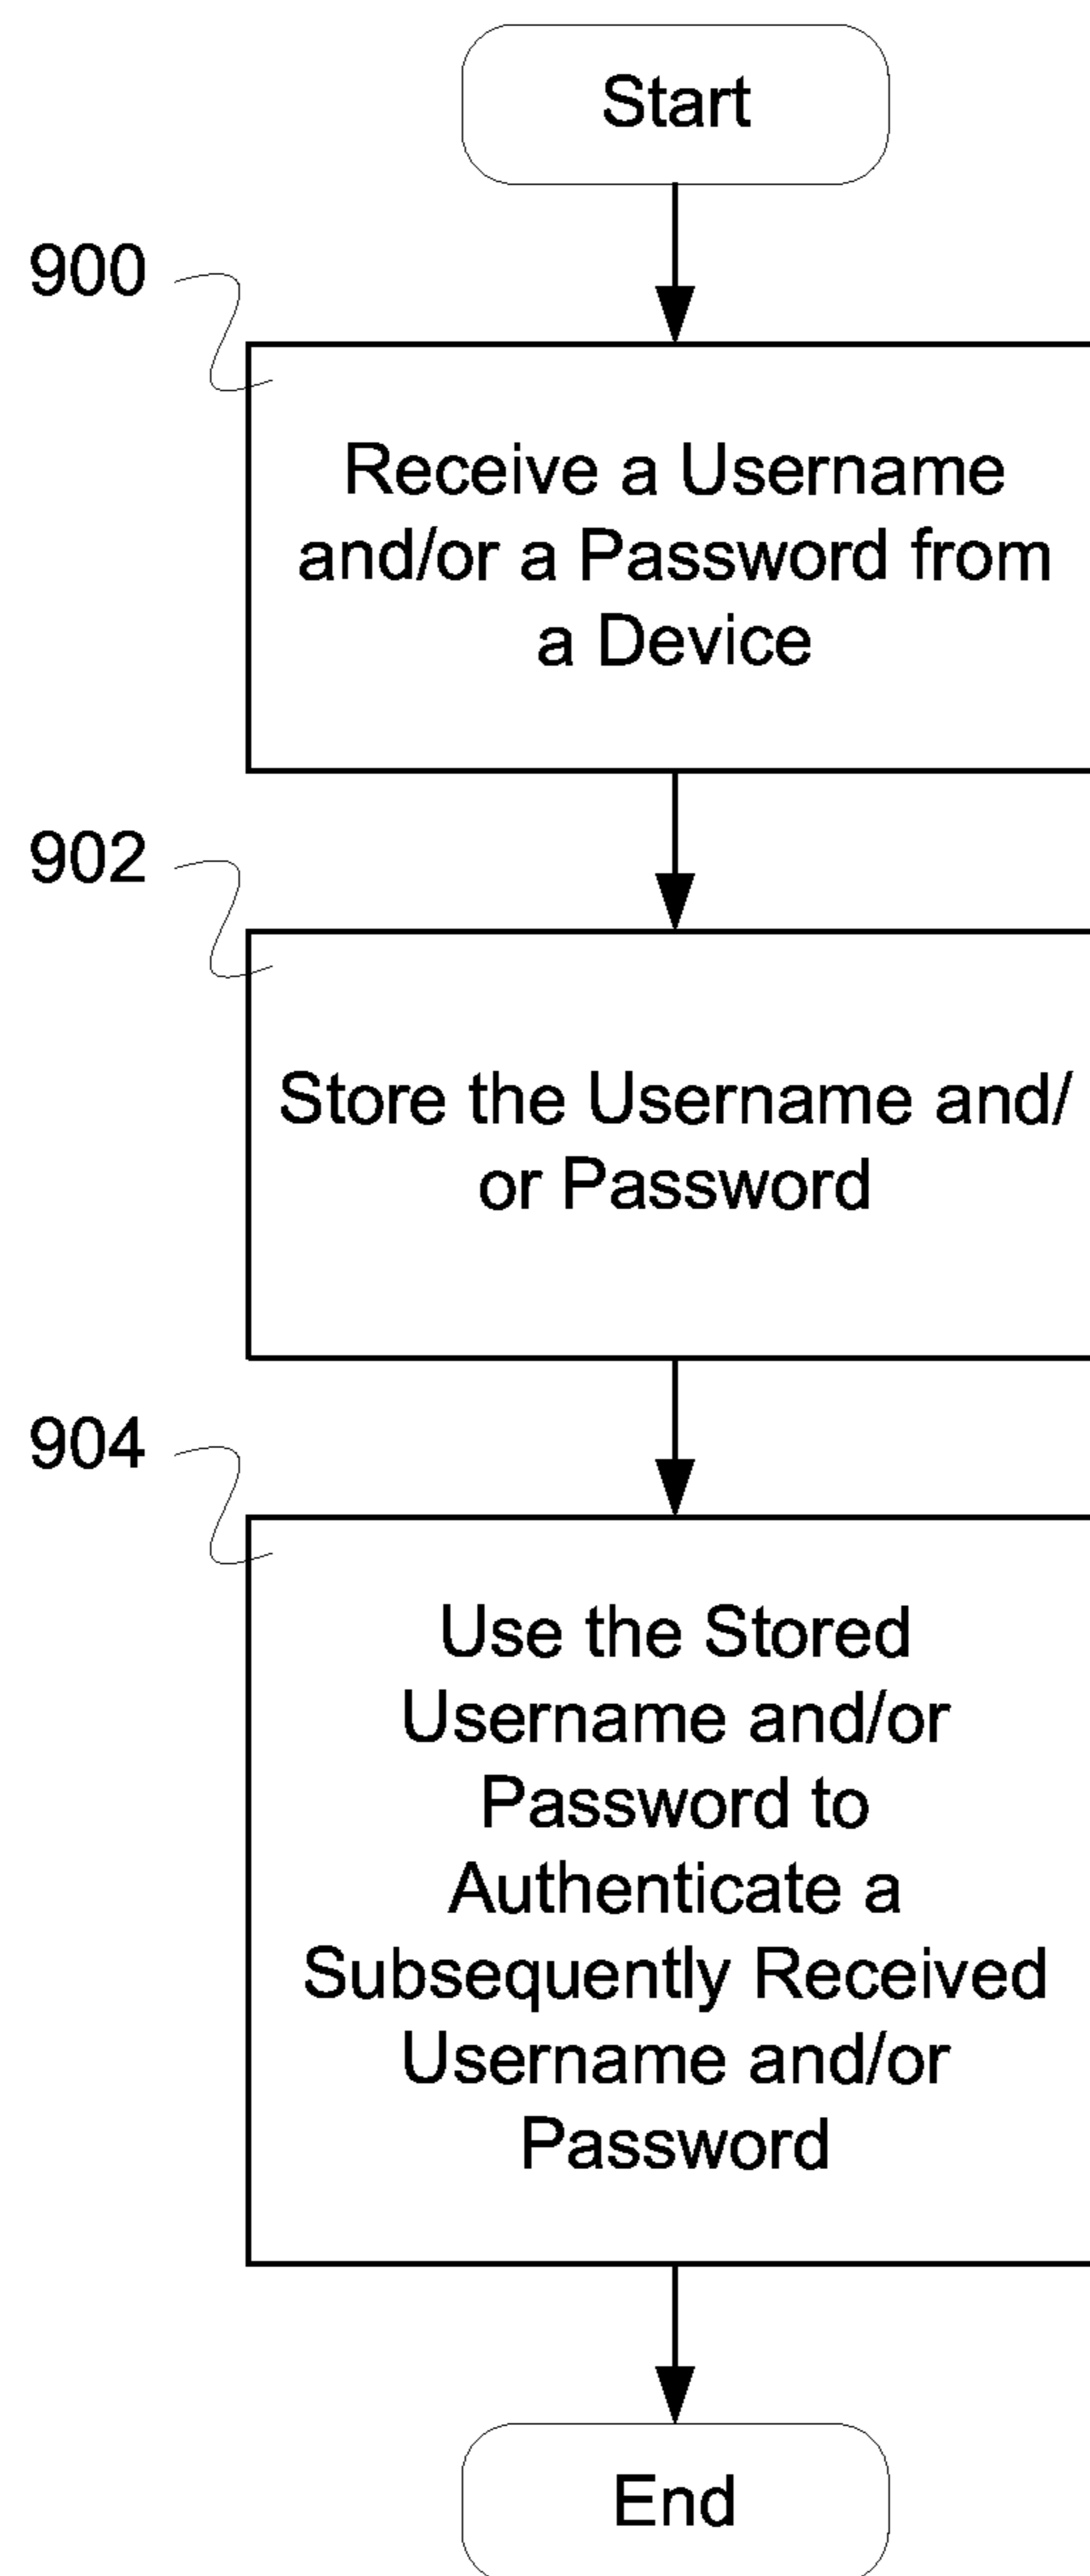 Start
900
Receive a Username
and/or a Password from
a Device
902
Store the Username and/
or Password
904
Use the Stored
Username and/or
Password to
Authenticate a
Subsequently Received
Username and/or
Password
End